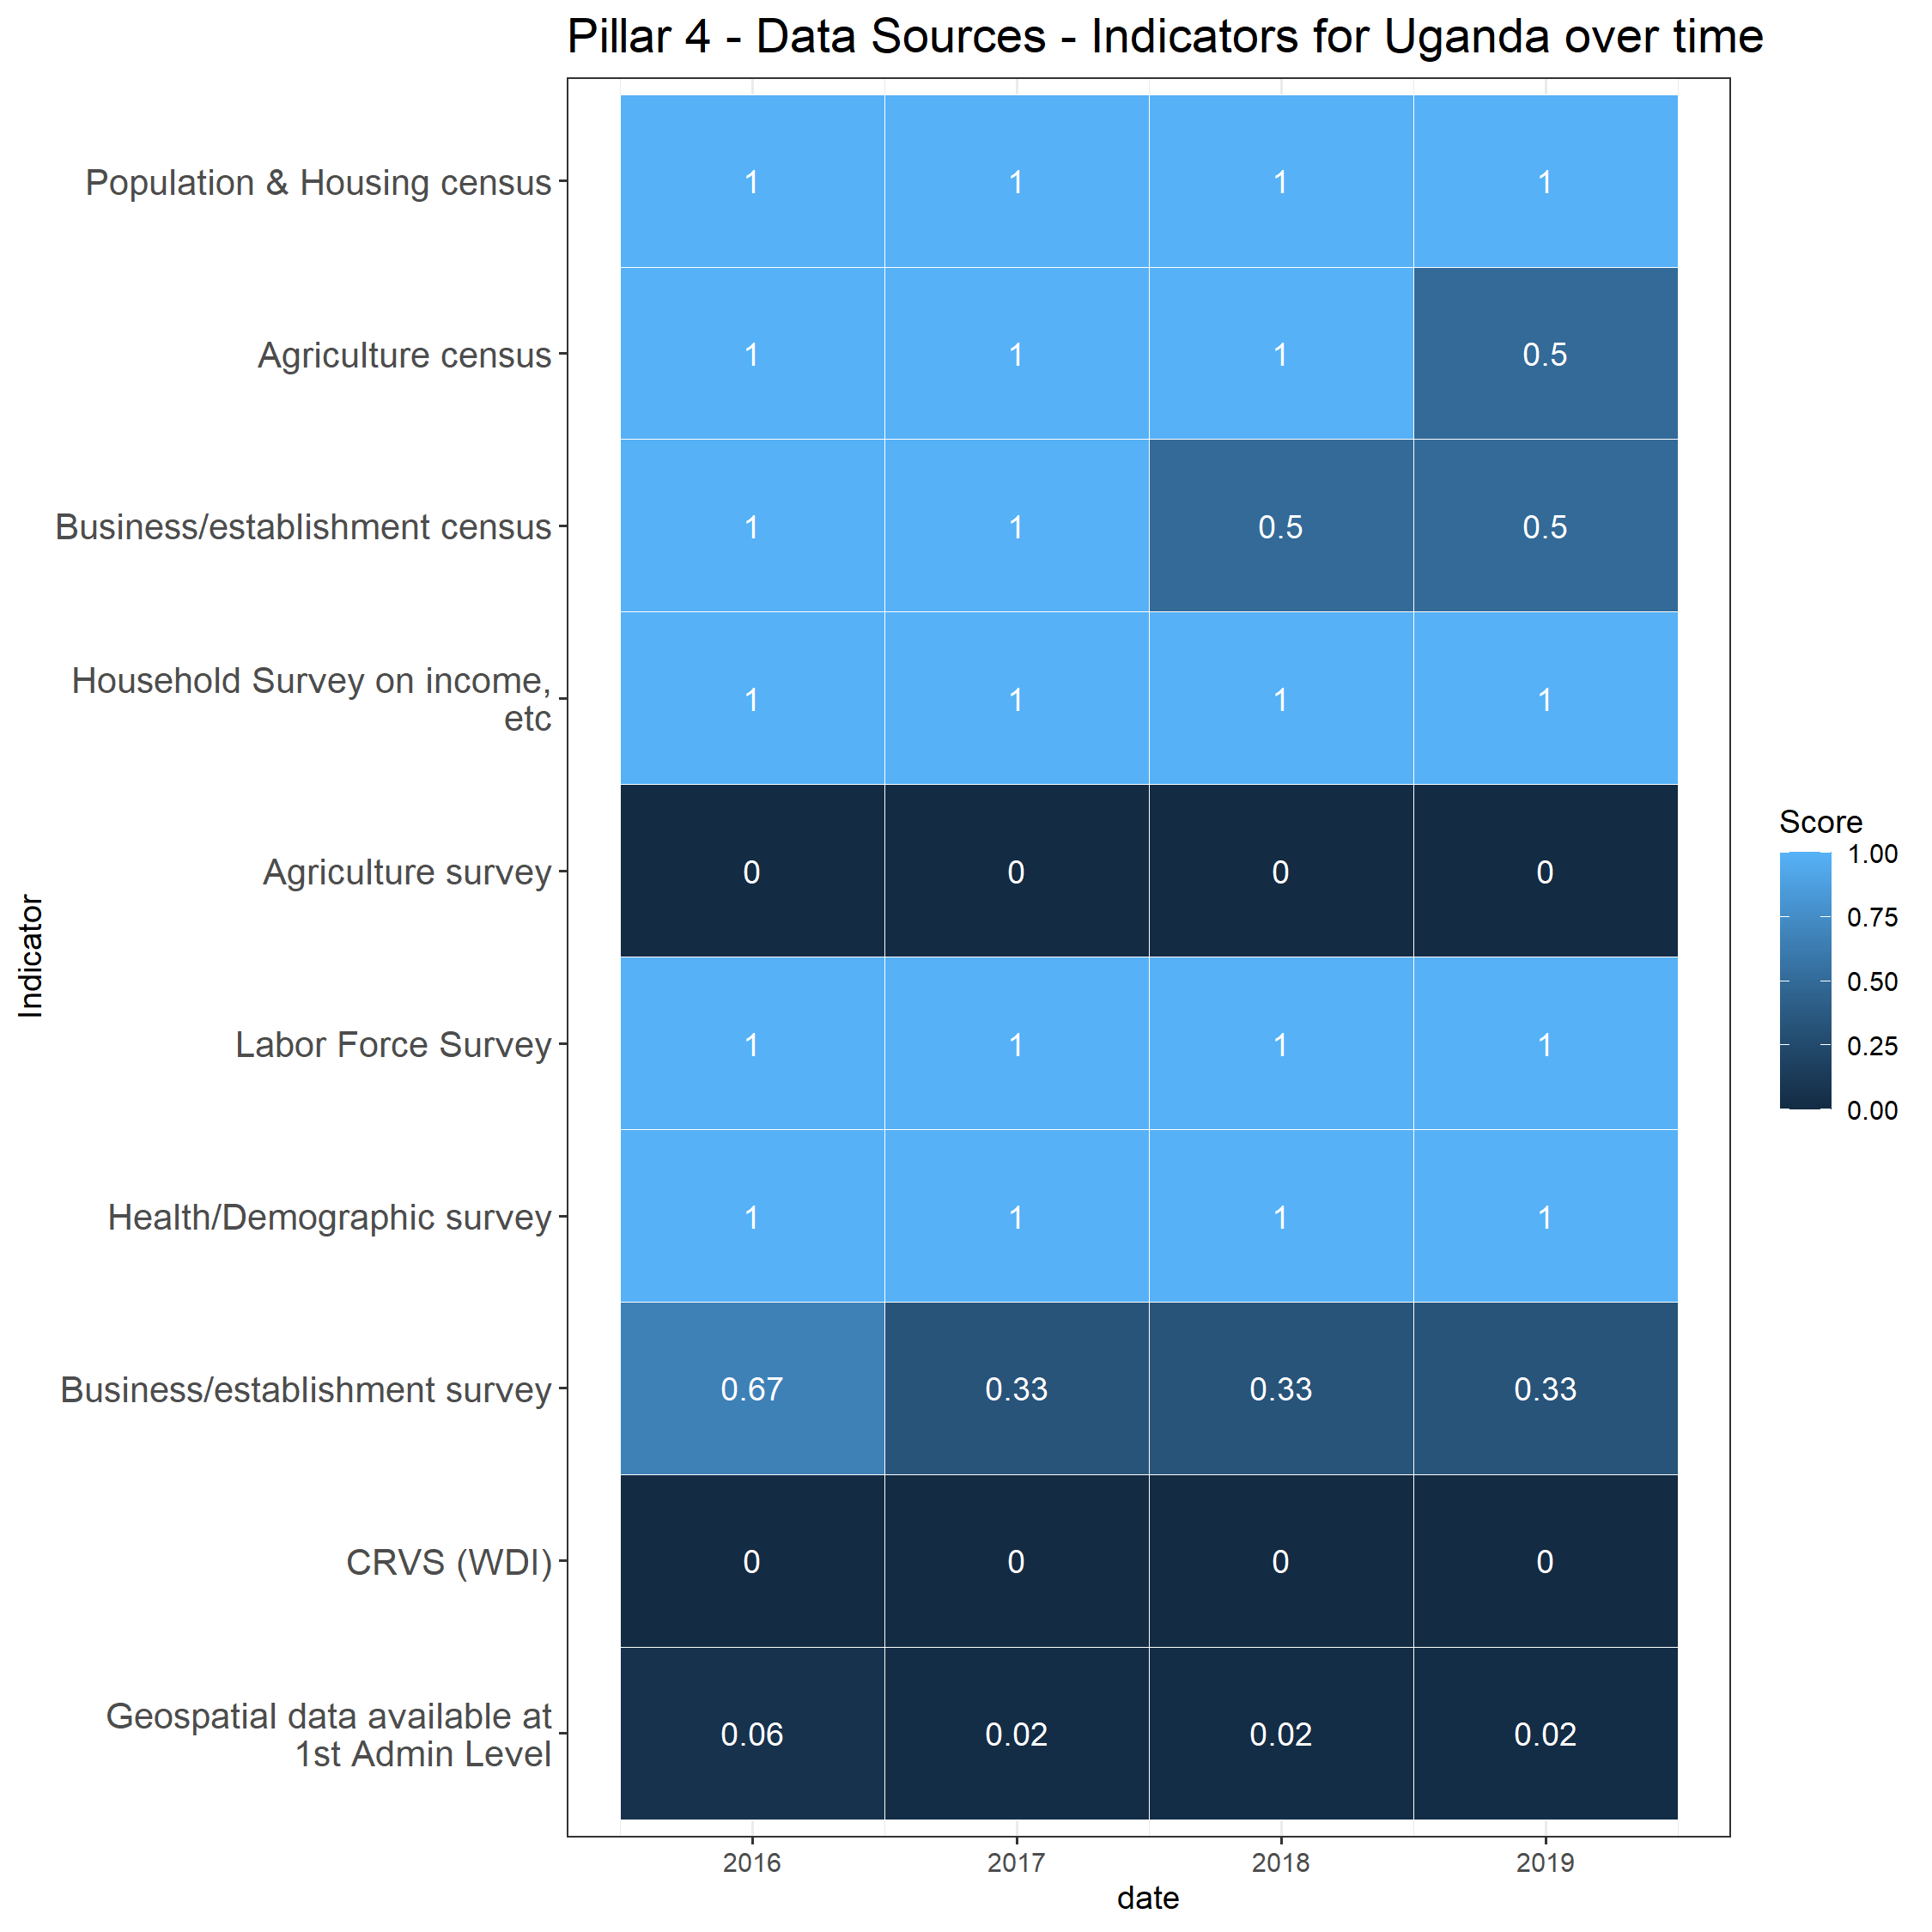 Pillar 4 - Data Sources - Indicators for Uganda over time
Indicator
Population & Housing census
1 1 1 1
Agriculture census
1 1 1 0.5
Business/establishment census
1 1 0.5 0.5
Household Survey on income,
etc
1 1 1 1
Agriculture survey
0 0 0 0
Labor Force Survey
1 1 1 1
Health/Demographic survey
1 1 1 1
Business/establishment survey
0.67 0.33 0.33 0.33
CRVS (WDI)
0 0 0 0
Geospatial data available at
1st Admin Level
0.06 0.02 0.02 0.02
2016 2017 2018 2019
date
Score
1.00
0.75
0.50
0.25
0.00